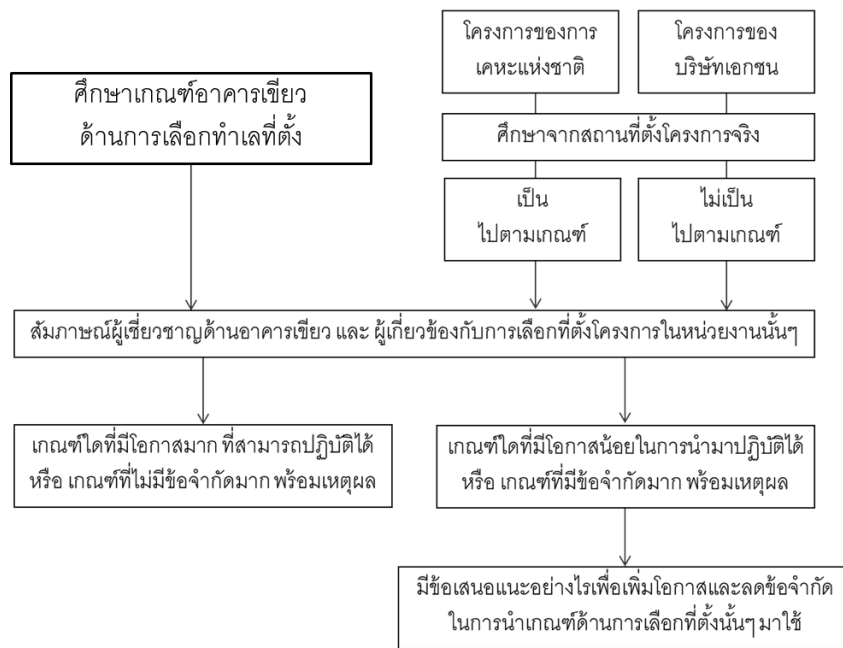 โครงการของการ
เคหะแห่งชาติ
โครงการของ
บริษัทเอกชน
ศึกษาเกณฑ์อาคารเขียว
ด้านการเลือกทำเลที่ตั้ง
ศึกษาจากสถานที่ตั้งโครงการจริง
เป็น
ไปตามเกณฑ์
ไม่เป็น
ไปตามเกณฑ์
สัมภาษณ์ผู้เชี่ยวชาญด้านอาคารเขียว และ ผู้เกี่ยวข้องกับการเลือกที่ตั้งโครงการในหน่วยงานนั้นๆ
เกณฑ์ใดที่มีโอกาสมาก ที่สามารถปฏิบัติได้
หรือ เกณฑ์ที่ไม่มีข้อจำกัดมาก พร้อมเหตุผล
เกณฑ์ใดที่มีโอกาสน้อยในการนำมาปฏิบัติได้
หรือ เกณฑ์ที่มีข้อจำกัดมาก พร้อมเหตุผล
มีข้อเสนอแนะอย่างไรเพื่อเพิ่มโอกาสและลดข้อจำกัด
ในการนำเกณฑ์ด้านการเลือกที่ตั้งนั้นๆ มาใช้